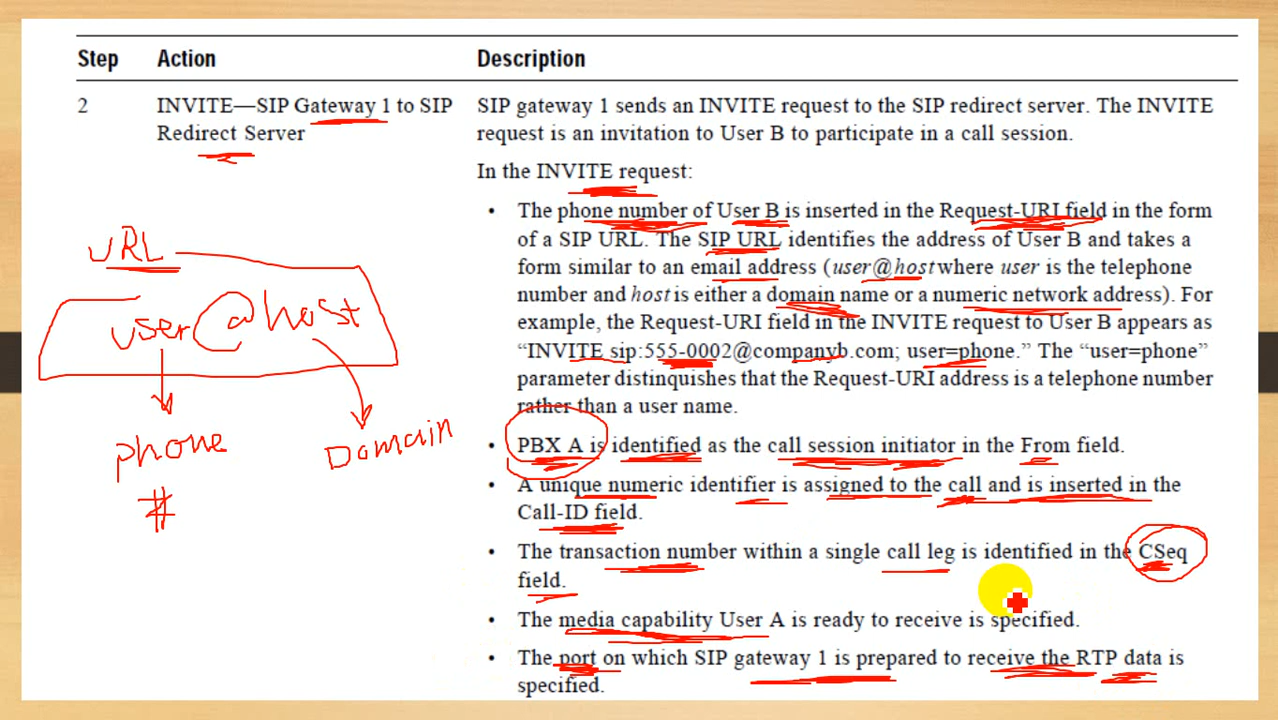 Step Action Description
2 INVITE—SIP Gateway 1 to SIP
Redirect Server
SIP gateway 1 sends an INVITE request to the SIP redirect server. The INVITE
request is an invitation to User B to participate in a call session.
In the INVITE request:
• The phone number of User B is inserted in the Request-URI field in the form
of a SIP URL. The SIP URL identifies the address of User B and takes a
form similar to an email address (user@host where user is the telephone
number and host is either a domain name or a numeric network address). For
example, the Request-URI field in the INVITE request to User B appears as
“INVITE sip:555-0002@companyb.com; user=phone.” The “user=phone”
parameter distinquishes that the Request-URI address is a telephone number
rather than a user name.
• PBX A is identified as the call session initiator in the From field.
• A unique numeric identifier is assigned to the call and is inserted in the
Call-ID field.
• The transaction number within a single call leg is identified in the CSeq
field.
• The media capability User A is ready to receive is specified.
• The port on which SIP gateway 1 is prepared to receive the RTP data is
specified.
URL
user @ host
phone
#
Domain